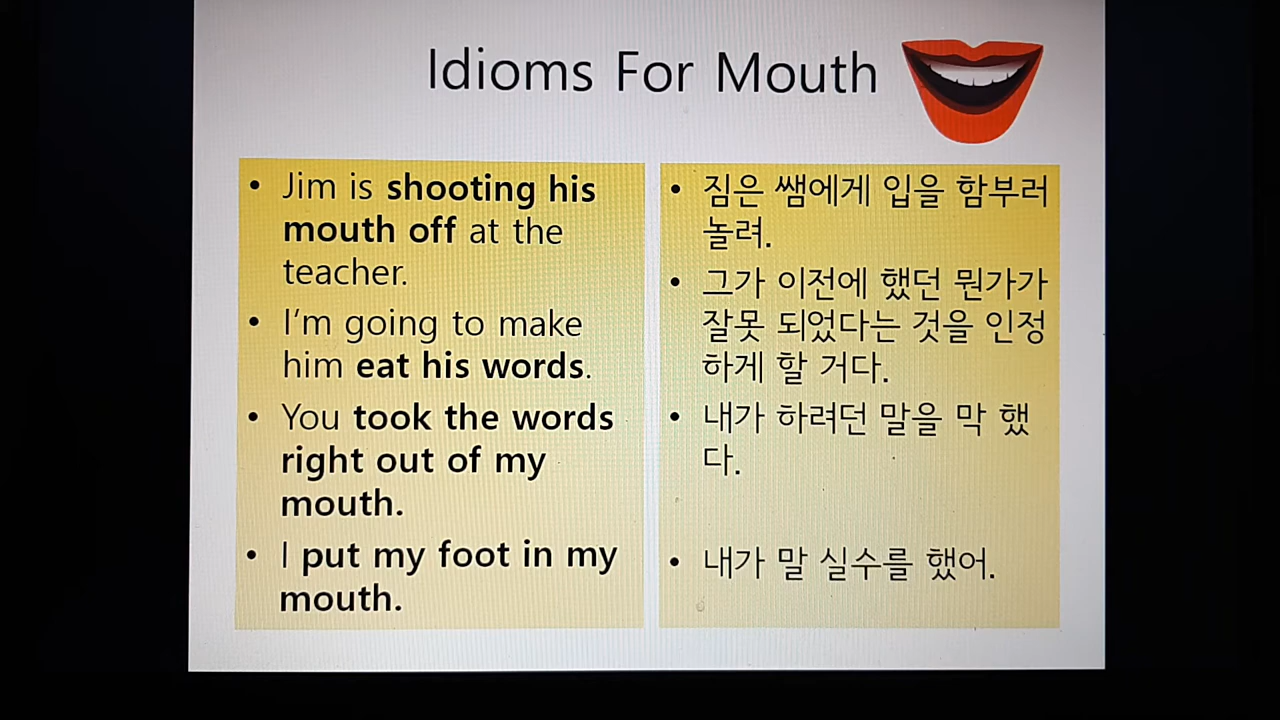 Idioms For Mouth
• Jim is shooting his
mouth off at the
teacher.
• I'm going to make
him eat his words.
• You took the words
right out of my
mouth.
• I put my foot in my
mouth.
• 짐은 쌤에게 입을 함부러
놀려.
• 그가 이전에 했던 뭔가가
잘못 되었다는 것을 인정
하게 할 거다.
• 내가 하려던 말을 막 했
다.
• 내가 말 실수를 했어.